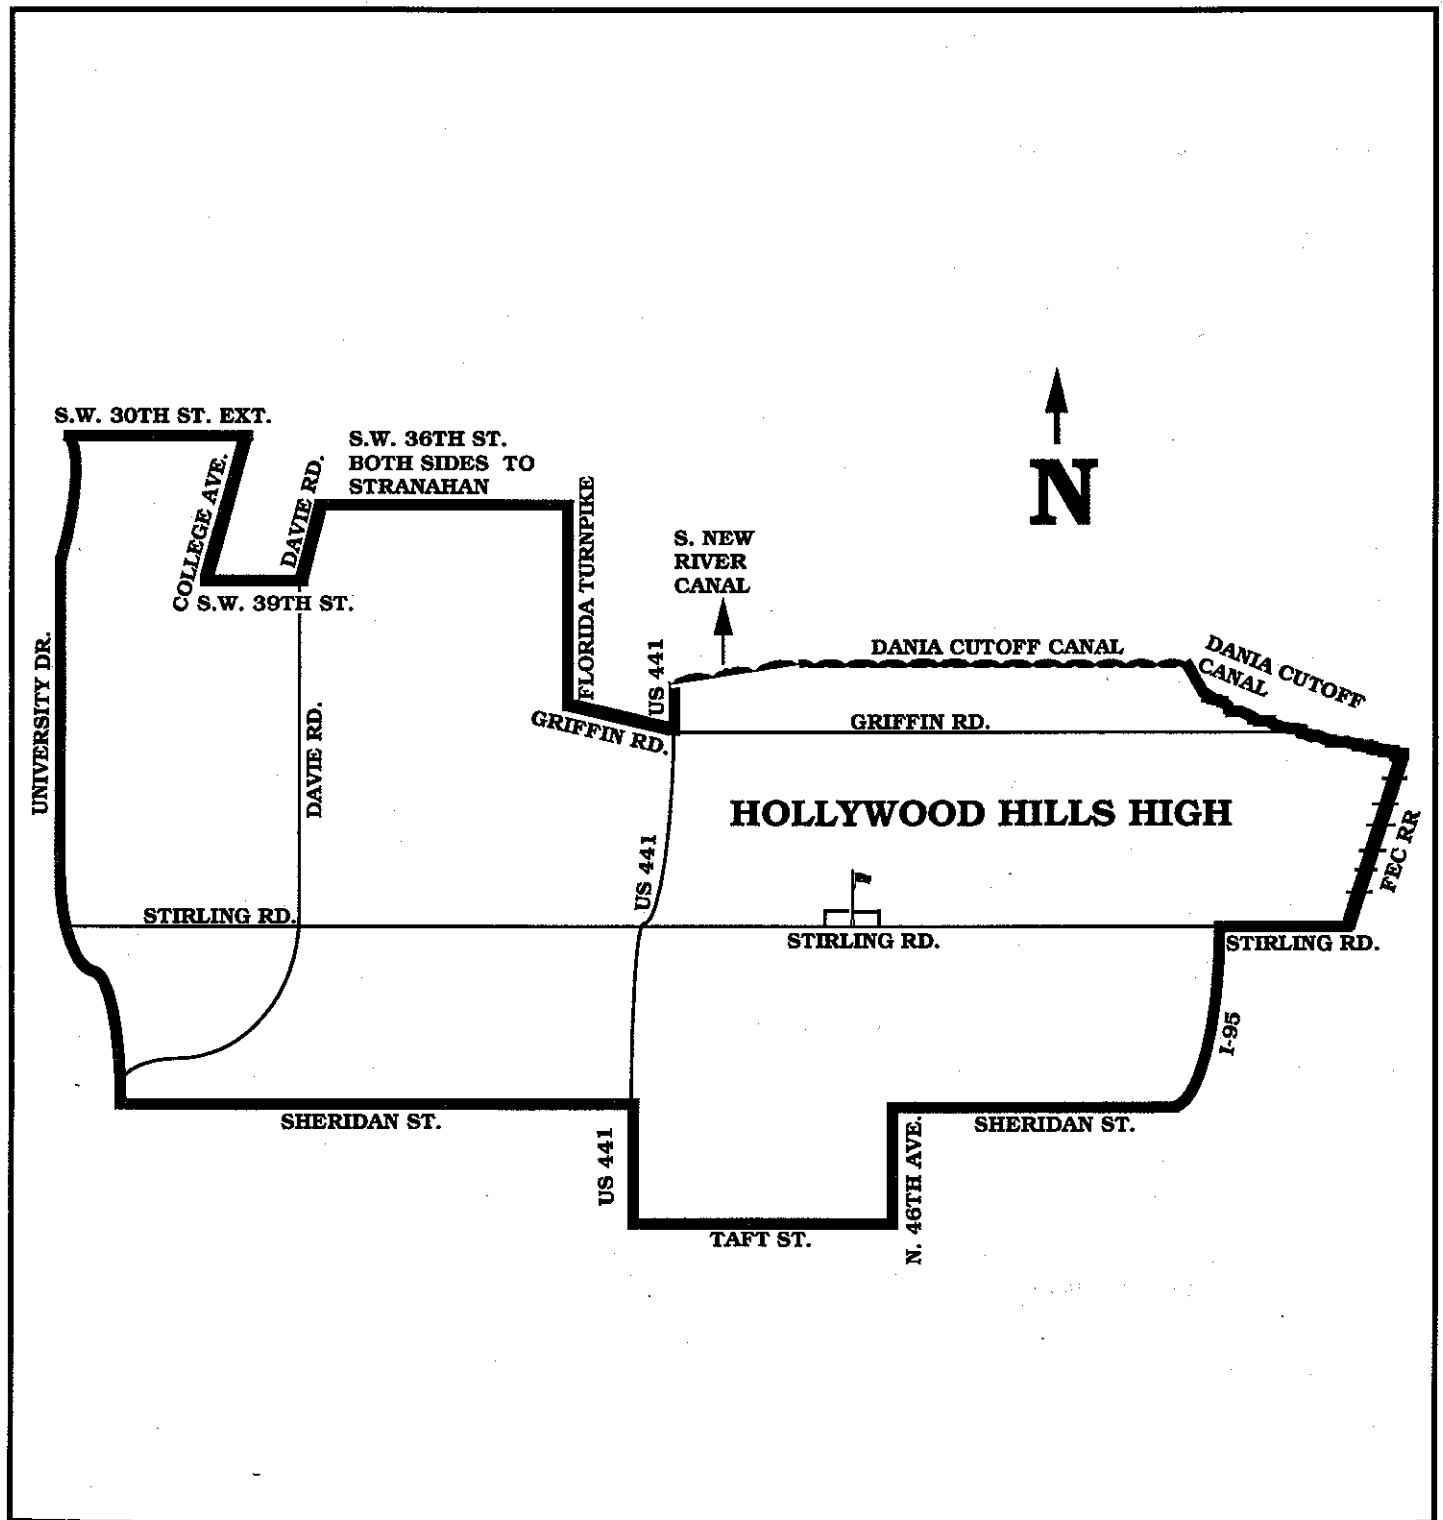 S.W. 30TH ST. EXT.
S.W. 36TH ST.
BOTH SIDES TO
STRANAHAN
COLLEGE AVE.
DAVIE RD.
S.W. 39TH ST.
FLORIDA TURNPIKE
N
S. NEW
RIVER
CANAL
DANIA CUTOFF CANAL
DANIA CUTOFF
CANAL
US 441
UNIVERSITY DR.
DAVIE RD.
GRIFFIN RD.
GRIFFIN RD.
HOLLYWOOD HILLS HIGH
US 441
FEC RR
STIRLING RD.
STIRLING RD.
STIRLING RD.
I-95
SHERIDAN ST.
SHERIDAN ST.
US 441
N. 46TH AVE.
TAFT ST.